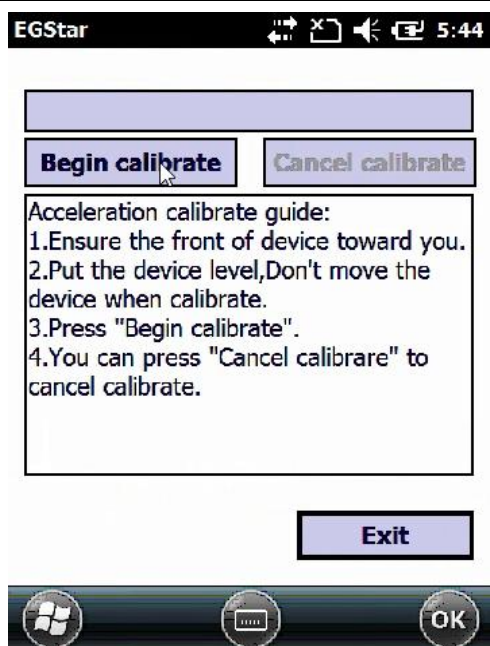 EGStar 5:44
Begin calibrate Cancel calibrate
Acceleration calibrate guide:
1.Ensure the front of device toward you.
2.Put the device level,Don't move the
device when calibrate.
3.Press "Begin calibrate".
4.You can press "Cancel calibrare" to
cancel calibrate.
Exit
OK